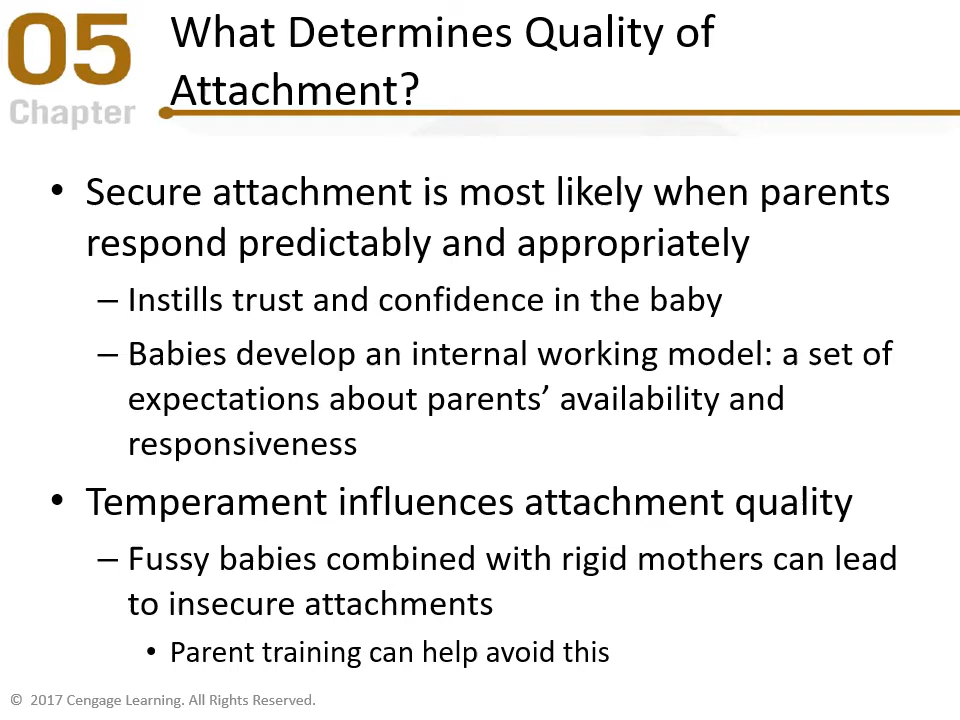 05
Chapter
What Determines Quality of
Attachment?
• Secure attachment is most likely when parents
respond predictably and appropriately
– Instills trust and confidence in the baby
– Babies develop an internal working model: a set of
expectations about parents’ availability and
responsiveness
• Temperament influences attachment quality
– Fussy babies combined with rigid mothers can lead
to insecure attachments
• Parent training can help avoid this
© 2017 Cengage Learning. All Rights Reserved.